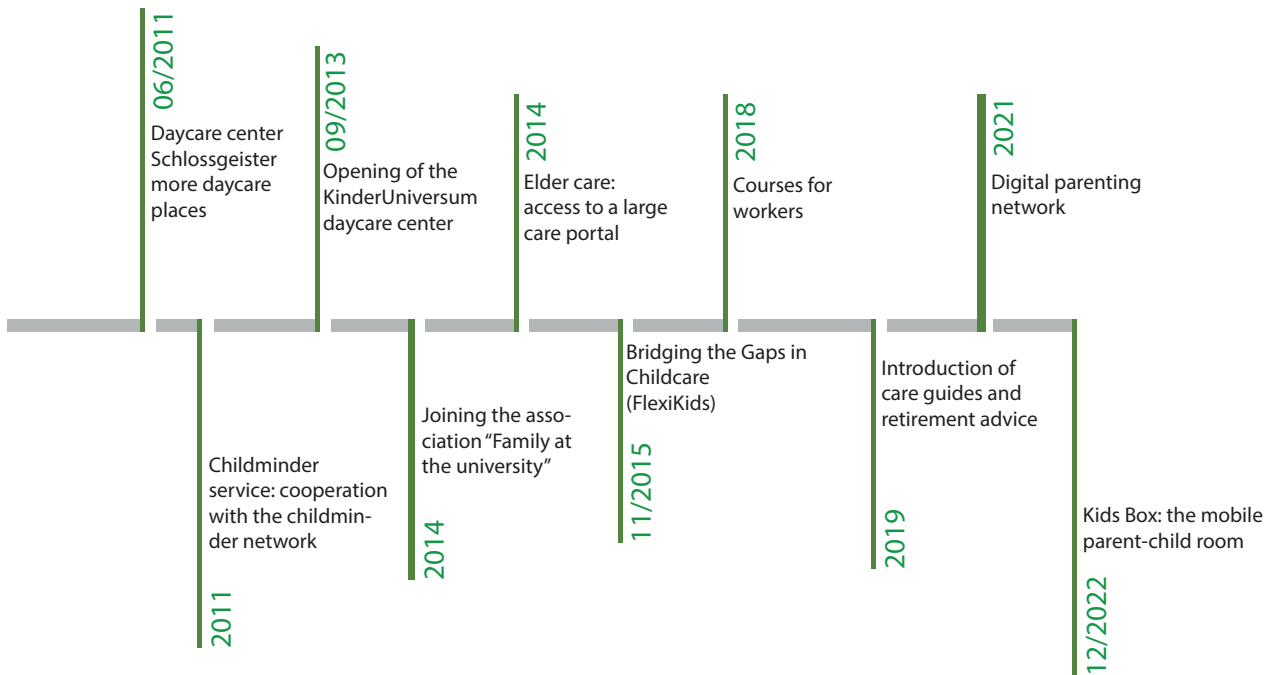 06/2011
Daycare center
Schlossgeister
more daycare
places
2011
Childminder
service: cooperation
with the childmin-
der network
09/2013
Opening of the
KinderUniversum
daycare center
2014
Joining the asso-
ciation “Family at
the university”
2014
Elder care:
access to a large
care portal
11/2015
Bridging the Gaps in
Childcare
(FlexiKids)
2018
Courses for
workers
2019
Introduction of
care guides and
retirement advice
2021
Digital parenting
network
12/2022
Kids Box: the mobile
parent-child room